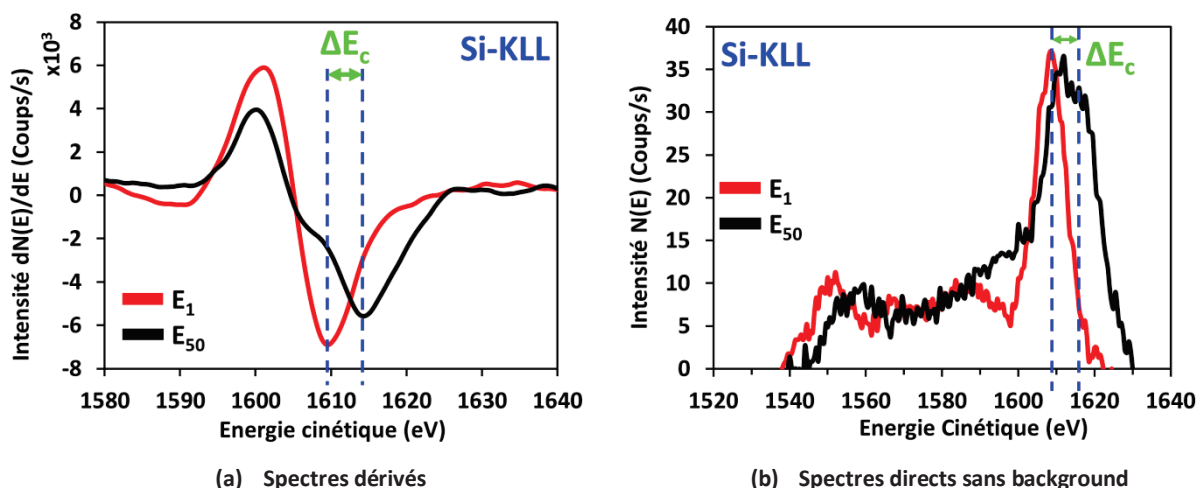 Intensité dN(E)/dE (Coups/s)
x10³
8
6
4
2
0
-2
-4
-6
-8
ΔEc
Si-KLL
E1
E50
1580 1590 1600 1610 1620 1630 1640
Energie cinétique (eV)
(a) Spectres dérivés
Intensité N(E) (Coups/s)
40
35
30
25
20
15
10
5
0
Si-KLL
ΔEc
E1
E50
1520 1540 1560 1580 1600 1620 1640
Energie Cinétique (eV)
(b) Spectres directs sans background